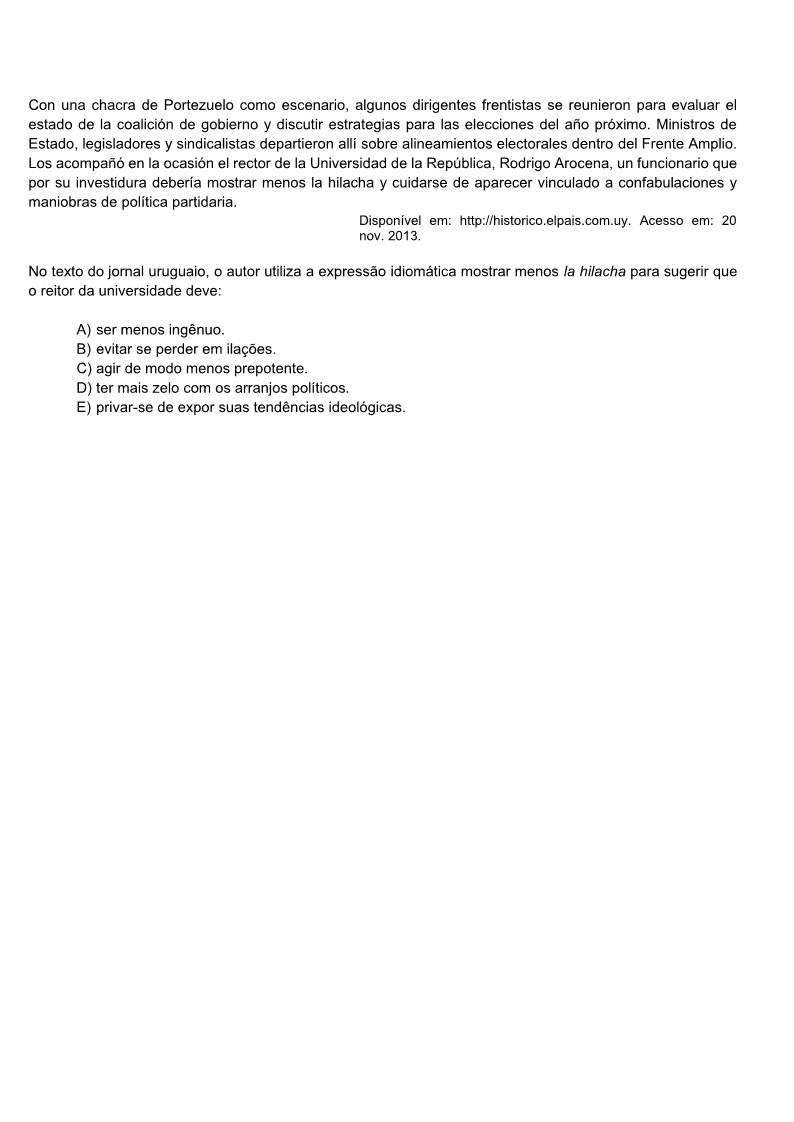 Con una chacra de Portezuelo como escenario, algunos dirigentes frentistas se reunieron para evaluar el
estado de la coalición de gobierno y discutir estrategias para las elecciones del año próximo. Ministros de
Estado, legisladores y sindicalistas departieron allí sobre alineamientos electorales dentro del Frente Amplio.
Los acompañó en la ocasión el rector de la Universidad de la República, Rodrigo Arocena, un funcionario que
por su investidura debería mostrar menos la hilacha y cuidarse de aparecer vinculado a confabulaciones y
maniobras de política partidaria.
Disponível em: http://historico.elpais.com.uy. Acesso em: 20
nov. 2013.
No texto do jornal uruguaio, o autor utiliza a expressão idiomática mostrar menos la hilacha para sugerir que
o reitor da universidade deve:
A) ser menos ingênuo.
B) evitar se perder em ilações.
C) agir de modo menos prepotente.
D) ter mais zelo com os arranjos políticos.
E) privar-se de expor suas tendências ideológicas.